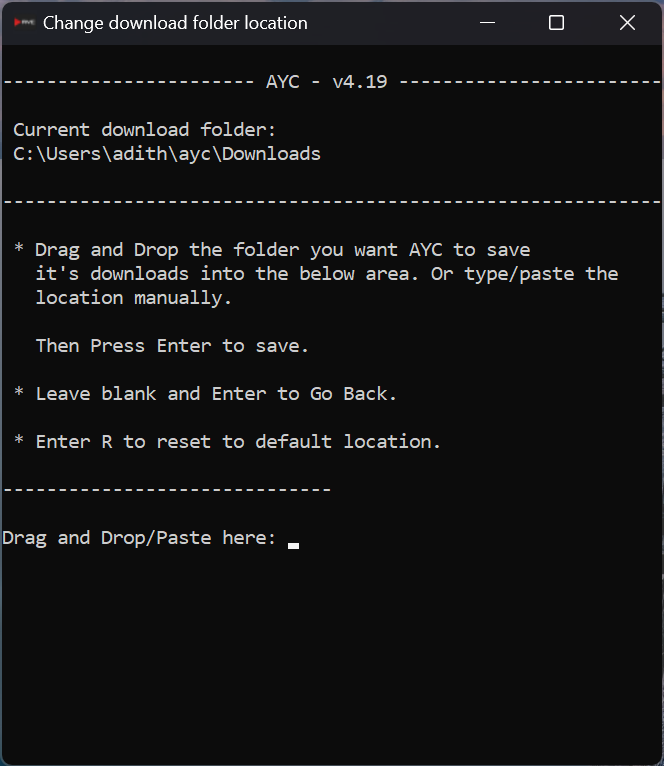 Change download folder location
----------------------- AYC - v4.19 ------------------------
Current download folder:
C:\Users\adith\ayc\Downloads
------------------------------------------------------------
* Drag and Drop the folder you want AYC to save
it's downloads into the below area. Or type/paste the
location manually.
Then Press Enter to save.
* Leave blank and Enter to Go Back.
* Enter R to reset to default location.
------------------------------
Drag and Drop/Paste here: